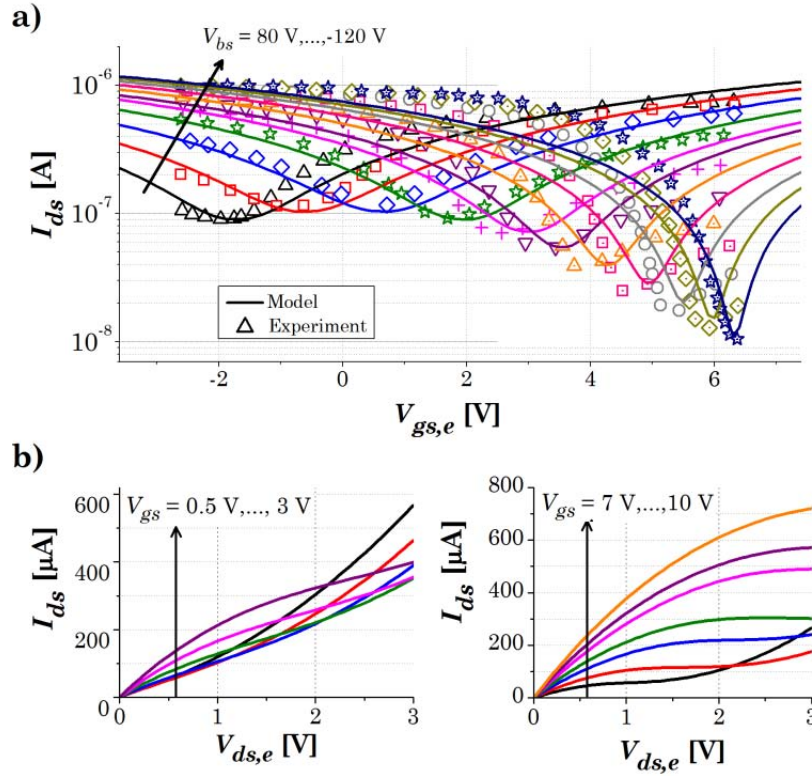 a)
V_bs = 80 V,...,-120 V
10^-6
10^-7
10^-8
I_ds [A]
Model
Experiment
-2 0 2 4 6
V_gs,e [V]
b)
V_gs = 0.5 V,..., 3 V
600
400
200
0
I_ds [µA]
0 1 2 3
V_ds,e [V]
V_gs = 7 V,...,10 V
800
600
400
200
0
I_ds [µA]
0 1 2 3
V_ds,e [V]